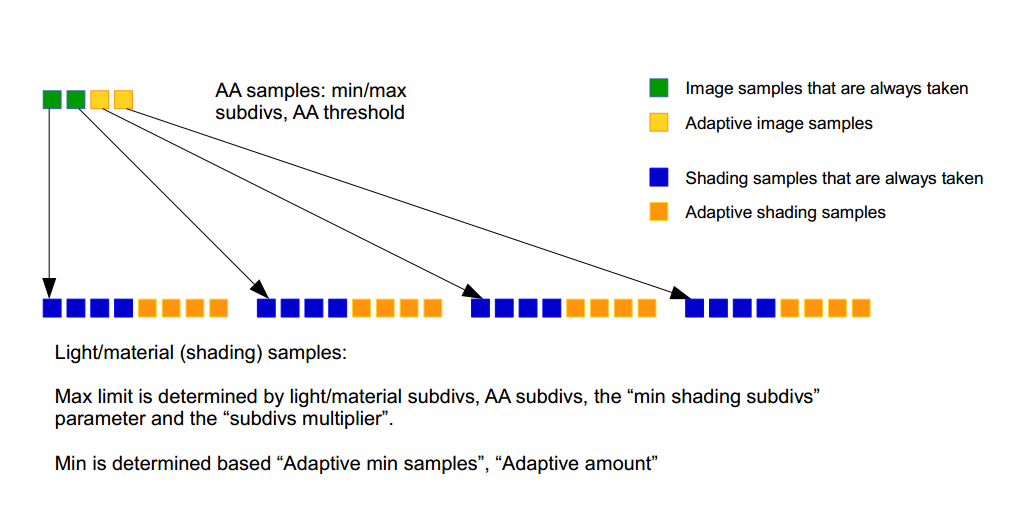 AA samples: min/max
subdivs, AA threshold
Image samples that are always taken
Adaptive image samples
Shading samples that are always taken
Adaptive shading samples
Light/material (shading) samples:
Max limit is determined by light/material subdivs, AA subdivs, the “min shading subdivs”
parameter and the “subdivs multiplier”.
Min is determined based “Adaptive min samples”, “Adaptive amount”